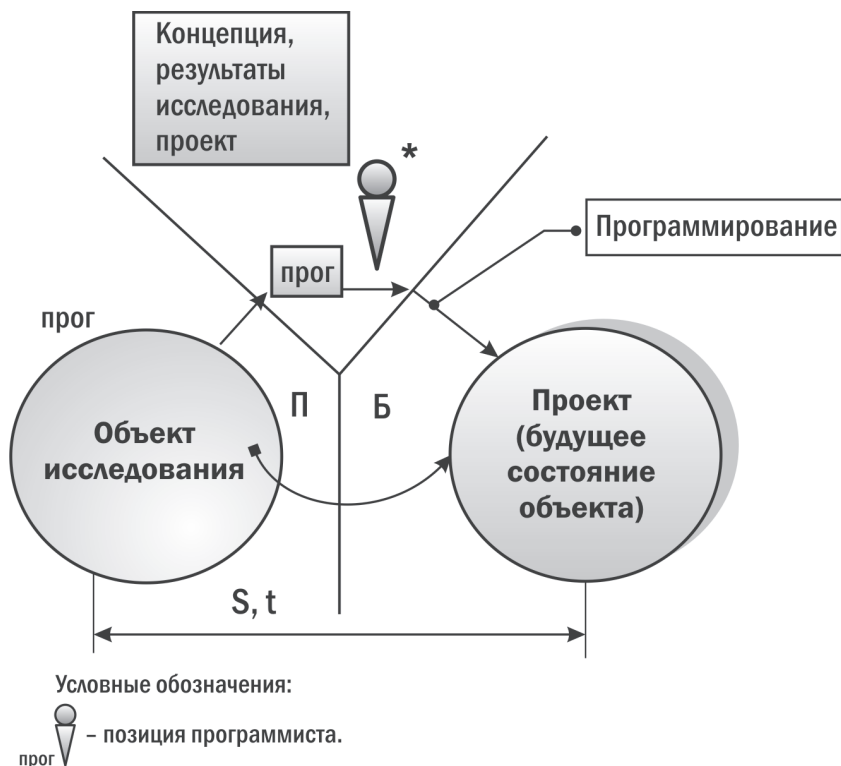 Концепция,
результаты
исследования,
проект
*
Программирование
прог
прог
П
Б
Объект
исследования
Проект
(будущее
состояние
объекта)
S, t
Условные обозначения:
прог – позиция программиста.